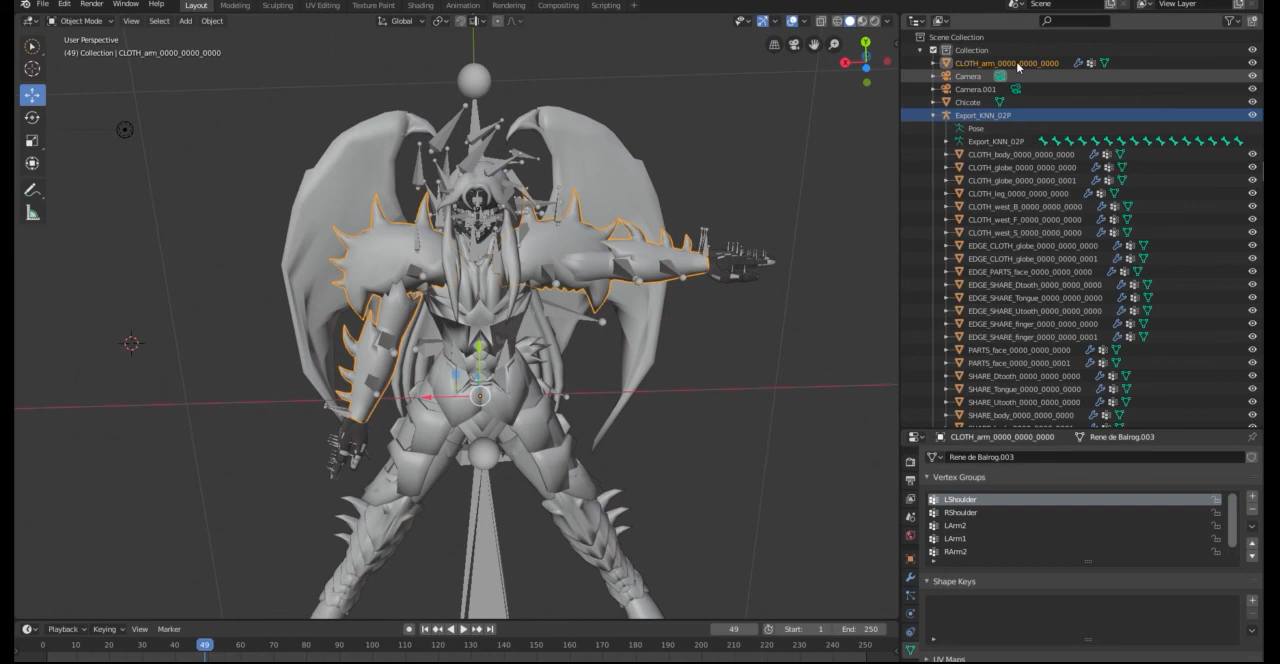 File Edit Render Window Help Layout Modeling Sculpting UV Editing Texture Paint Shading Animation Rendering Compositing Scripting + Scene View Layer
Object Mode View Select Add Object Global
User Perspective
(49) Collection | CLOTH_arm_0000_0000_0000
Y
X
Scene Collection
Collection
CLOTH_arm_0000_0000_0000
Camera
Camera.001
Chicote
Export_KNN_02P
Pose
Export_KNN_02P
CLOTH_body_0000_0000_0000
CLOTH_globe_0000_0000_0000
CLOTH_globe_0000_0000_0001
CLOTH_leg_0000_0000_0000
CLOTH_west_B_0000_0000_0000
CLOTH_west_F_0000_0000_0000
CLOTH_west_S_0000_0000_0000
EDGE_CLOTH_globe_0000_0000_0000
EDGE_CLOTH_globe_0000_0000_0001
EDGE_PARTS_face_0000_0000_0000
EDGE_SHARE_Dtooth_0000_0000_0000
EDGE_SHARE_Tongue_0000_0000_0000
EDGE_SHARE_Utooth_0000_0000_0000
EDGE_SHARE_finger_0000_0000_0000
EDGE_SHARE_finger_0000_0000_0001
PARTS_face_0000_0000_0000
PARTS_face_0000_0000_0001
SHARE_Dtooth_0000_0000_0000
SHARE_Tongue_0000_0000_0000
SHARE_Utooth_0000_0000_0000
SHARE_body_0000_0000_0000
CLOTH_arm_0000_0000_0000 Rene de Balrog.003
Rene de Balrog.003
Vertex Groups
LShoulder
RShoulder
LArm2
LArm1
RArm2
Shape Keys
UV Maps
Playback Keying View Marker 49 Start: 1 End: 250
0 10 20 30 40 49 60 70 80 90 100 110 120 130 140 150 160 170 180 190 200 210 220 230 240 250